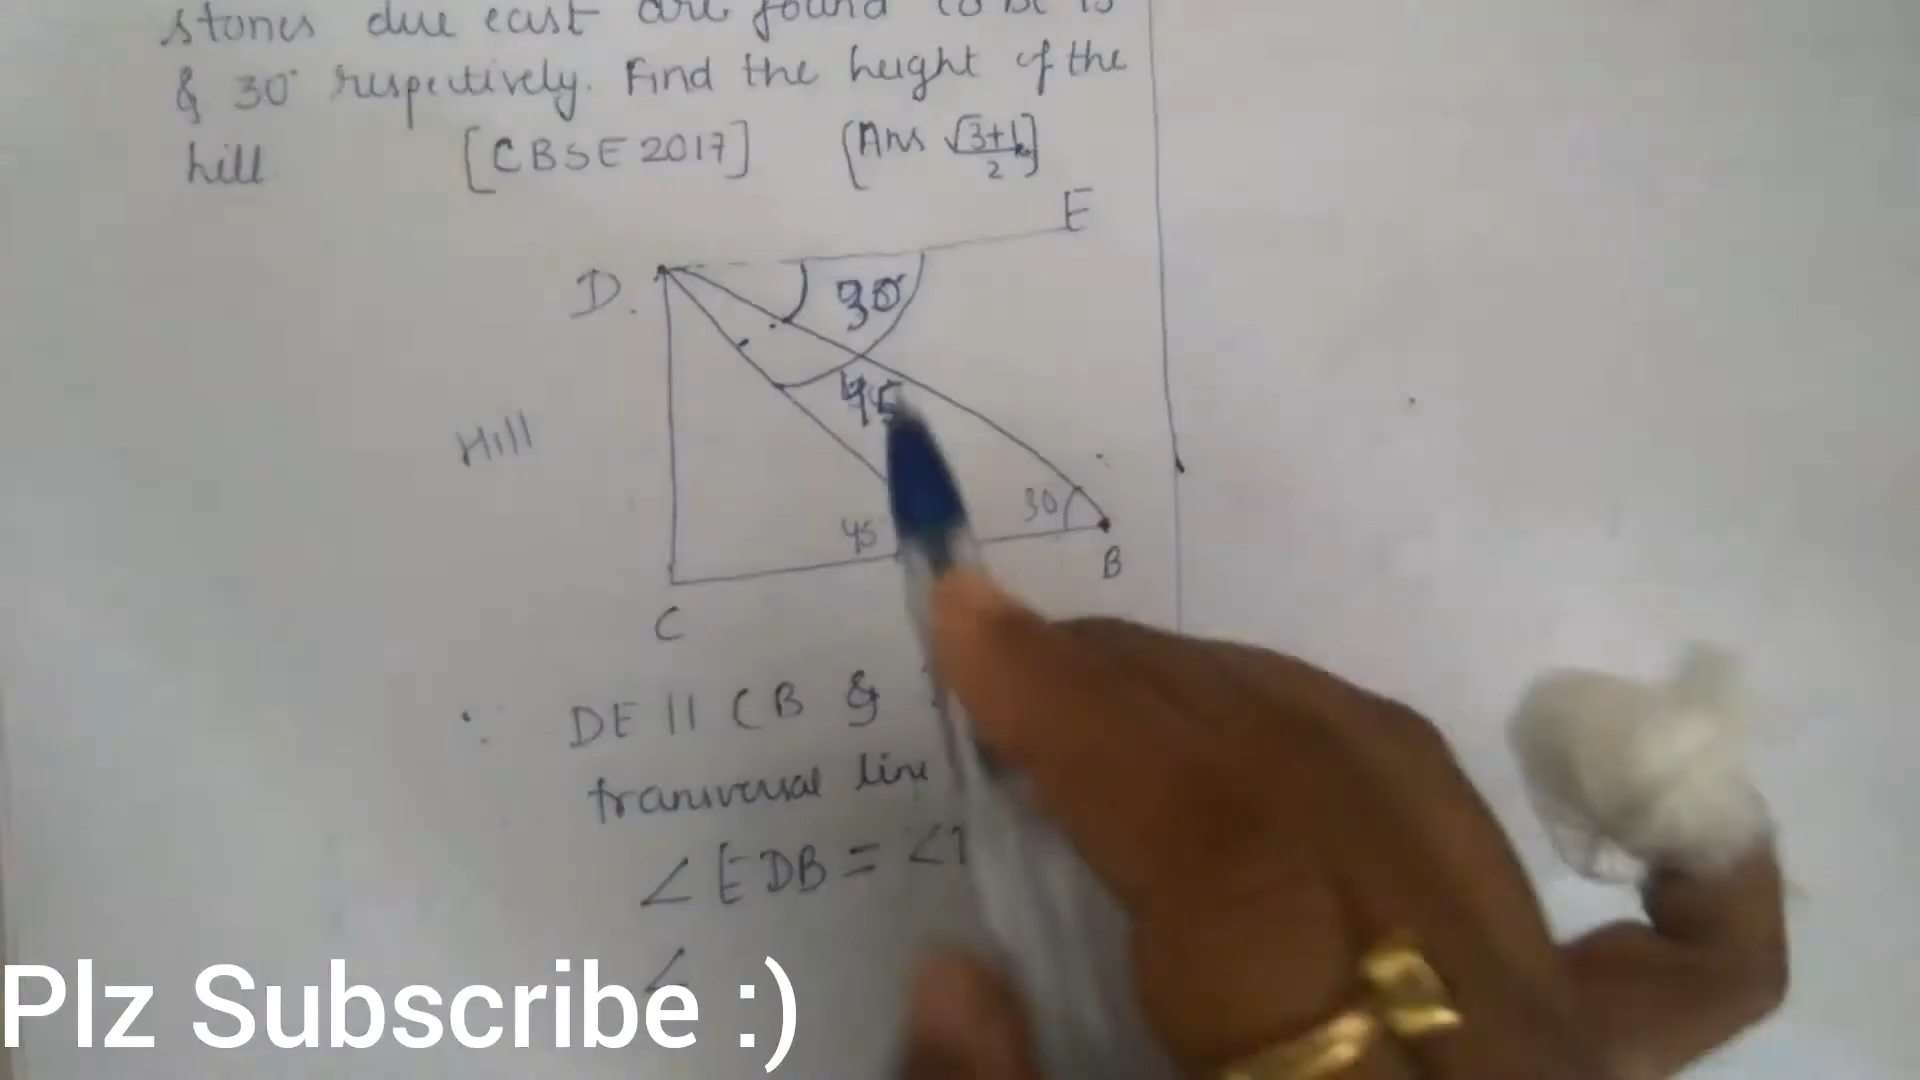 stones due east are found to be
& 30° respectively. Find the height of the
hill [CBSE 2017] [Ans √3+1/2 km]
E
D.
30°
45
Hill
45
30
B
C
∵ DE || CB &
transversal line
∠EDB = ∠
∠
Plz Subscribe :)